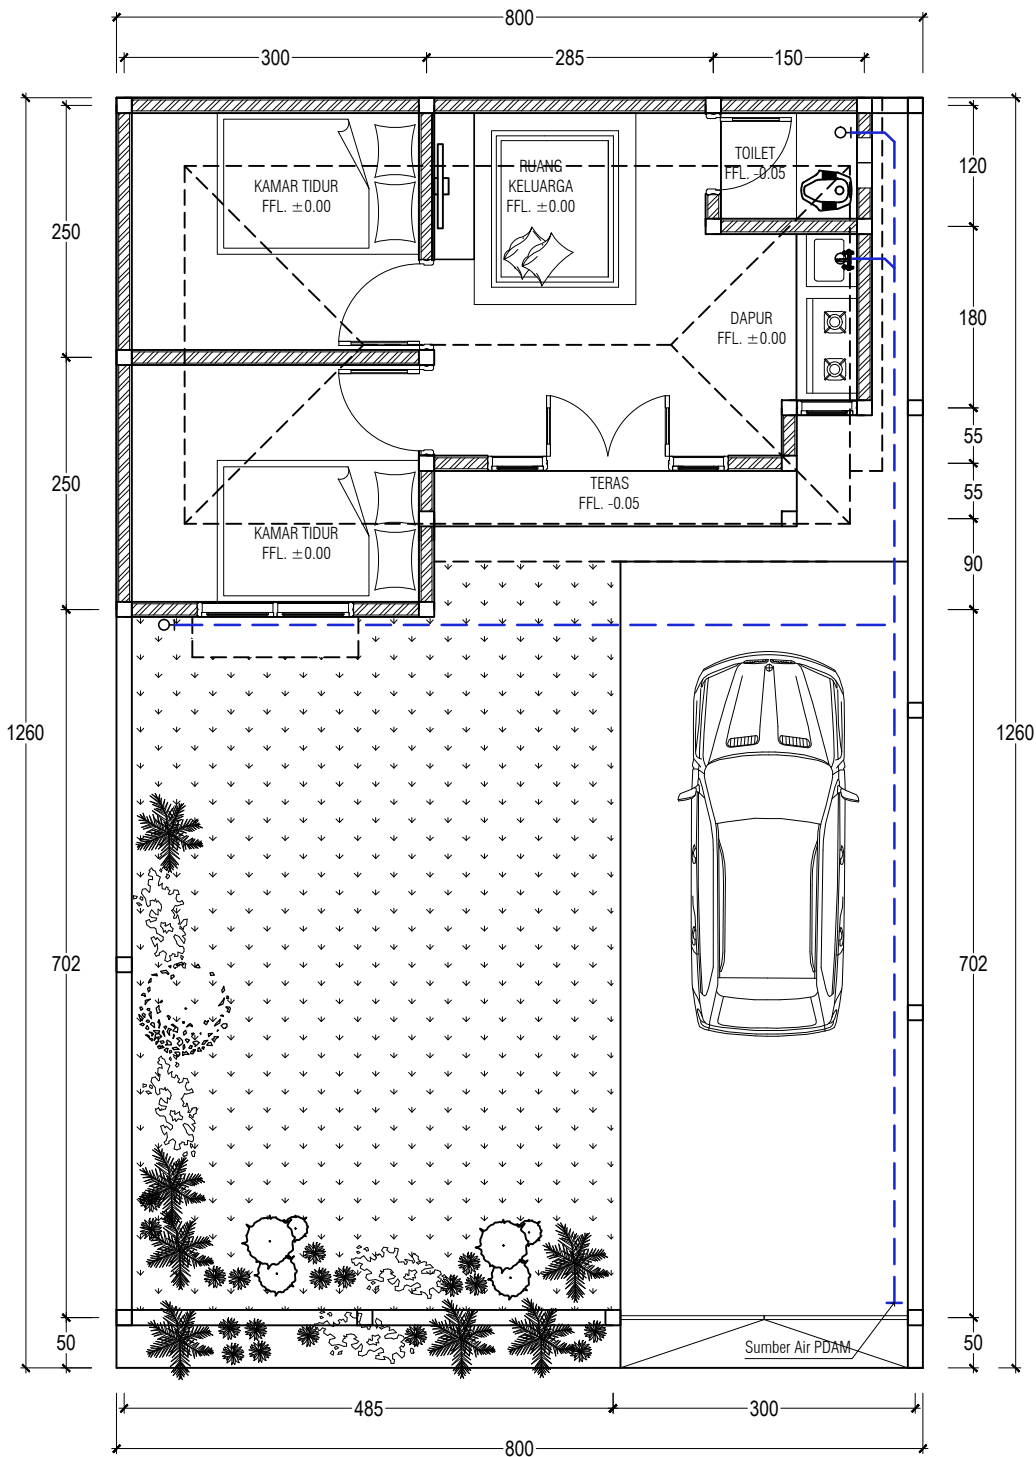 800
300
285
150
KAMAR TIDUR
FFL. ±0.00
RUANG
KELUARGA
FFL. ±0.00
TOILET
FFL. -0.05
120
250
180
DAPUR
FFL. ±0.00
55
250
TERAS
FFL. -0.05
55
KAMAR TIDUR
FFL. ±0.00
90
1260
1260
702
702
50
Sumber Air PDAM
50
485
300
800